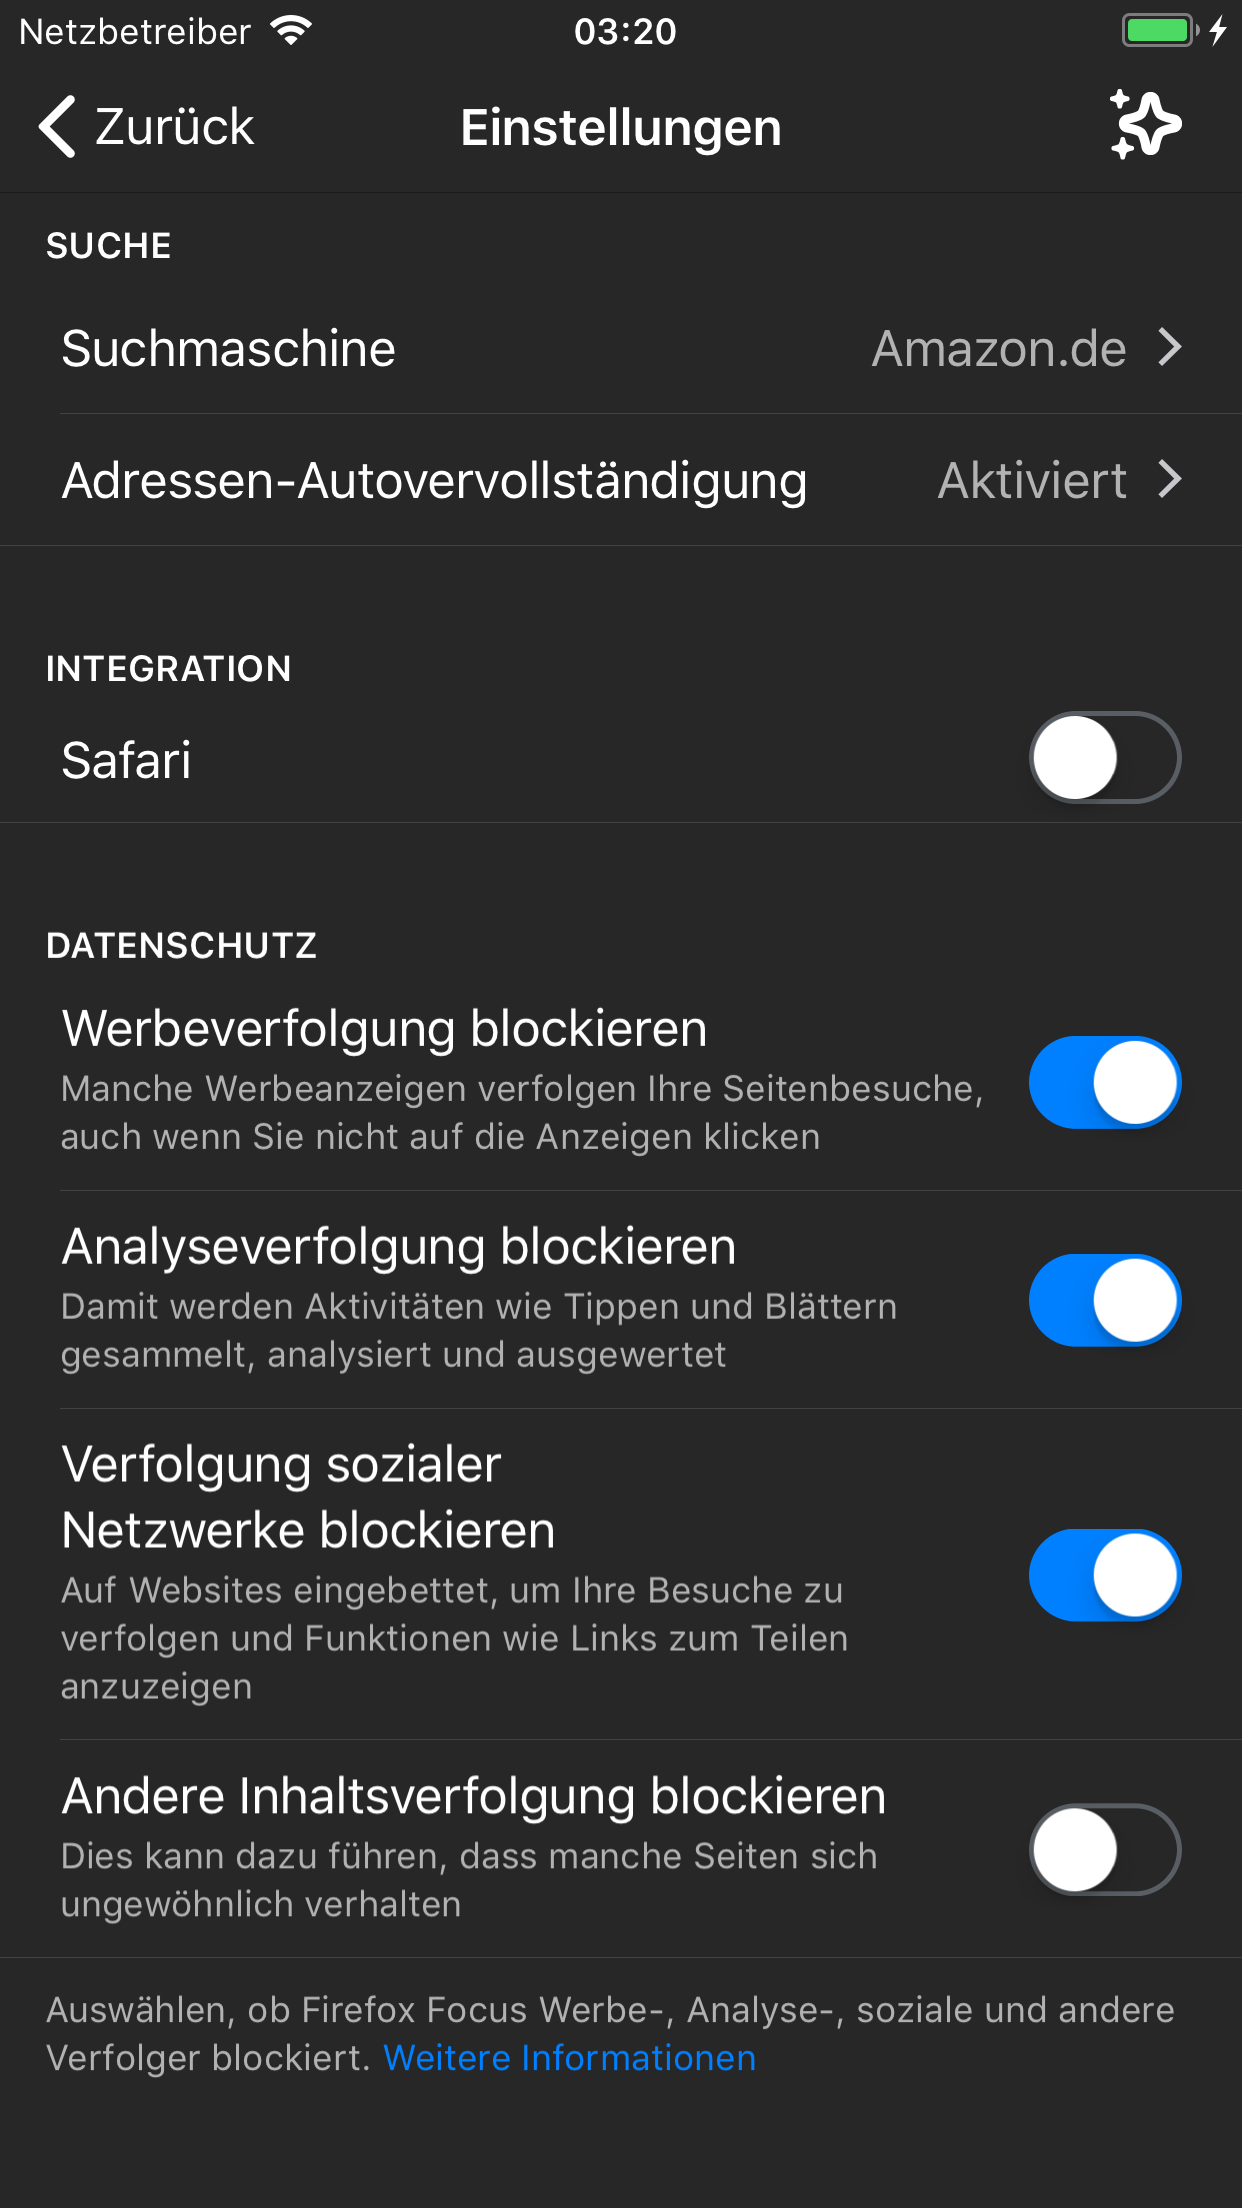 Netzbetreiber
03:20
Zurück
Einstellungen
SUCHE
Suchmaschine Amazon.de
Adressen-Autovervollständigung Aktiviert
INTEGRATION
Safari
DATENSCHUTZ
Werbeverfolgung blockieren
Manche Werbeanzeigen verfolgen Ihre Seitenbesuche,
auch wenn Sie nicht auf die Anzeigen klicken
Analyseverfolgung blockieren
Damit werden Aktivitäten wie Tippen und Blättern
gesammelt, analysiert und ausgewertet
Verfolgung sozialer
Netzwerke blockieren
Auf Websites eingebettet, um Ihre Besuche zu
verfolgen und Funktionen wie Links zum Teilen
anzuzeigen
Andere Inhaltsverfolgung blockieren
Dies kann dazu führen, dass manche Seiten sich
ungewöhnlich verhalten
Auswählen, ob Firefox Focus Werbe-, Analyse-, soziale und andere
Verfolger blockiert. Weitere Informationen